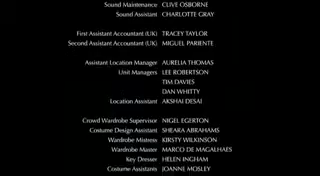 Sound Maintenance CLIVE OSBORNE
Sound Assistant CHARLOTTE GRAY
First Assistant Accountant (UK) TRACEY TAYLOR
Second Assistant Accountant (UK) MIGUEL PARIENTE
Assistant Location Manager AURELIA THOMAS
Unit Managers LEE ROBERTSON
TIM DAVIES
DAN WHITTY
Location Assistant AKSHAI DESAI
Crowd Wardrobe Supervisor NIGEL EGERTON
Costume Design Assistant SHEARA ABRAHAMS
Wardrobe Mistress KIRSTY WILKINSON
Wardrobe Master MARCO DE MAGALHAES
Key Dresser HELEN INGHAM
Costume Assistants JOANNE MOSLEY